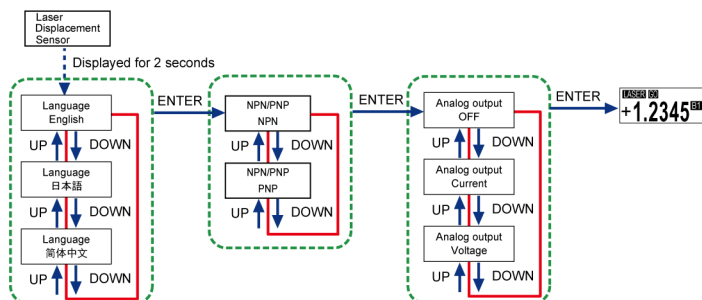 Laser
Displacement
Sensor
Displayed for 2 seconds
Language
English
UP
DOWN
Language
日本語
UP
DOWN
Language
简体中文
UP
DOWN
ENTER
NPN/PNP
NPN
UP
DOWN
NPN/PNP
PNP
UP
DOWN
ENTER
Analog output
OFF
UP
DOWN
Analog output
Current
UP
DOWN
Analog output
Voltage
UP
DOWN
ENTER
LASER GO
+1.2345 B1